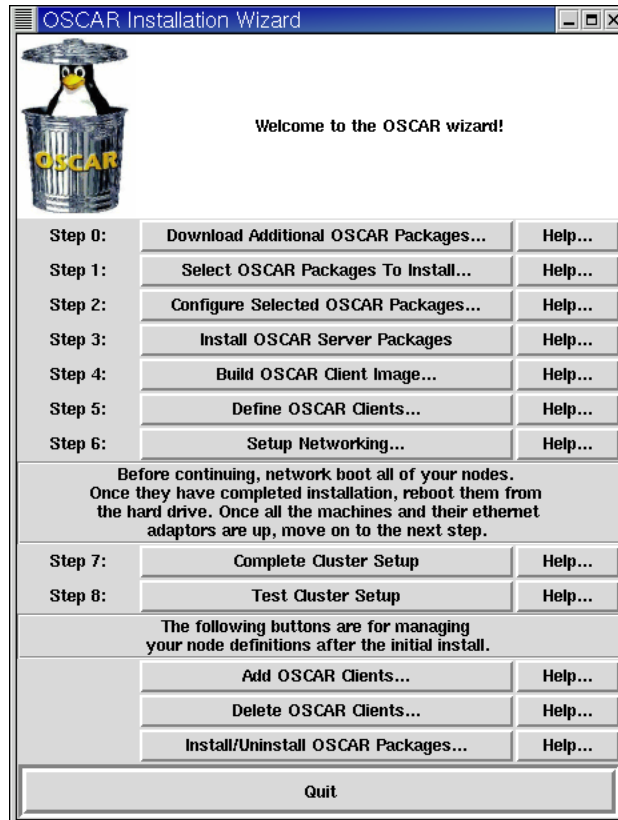 OSCAR Installation Wizard
OSCAR
Welcome to the OSCAR wizard!
Step 0: Download Additional OSCAR Packages... Help...
Step 1: Select OSCAR Packages To Install... Help...
Step 2: Configure Selected OSCAR Packages... Help...
Step 3: Install OSCAR Server Packages Help...
Step 4: Build OSCAR Client Image... Help...
Step 5: Define OSCAR Clients... Help...
Step 6: Setup Networking... Help...
Before continuing, network boot all of your nodes.
Once they have completed installation, reboot them from
the hard drive. Once all the machines and their ethernet
adaptors are up, move on to the next step.
Step 7: Complete Cluster Setup Help...
Step 8: Test Cluster Setup Help...
The following buttons are for managing
your node definitions after the initial install.
Add OSCAR Clients... Help...
Delete OSCAR Clients... Help...
Install/Uninstall OSCAR Packages... Help...
Quit